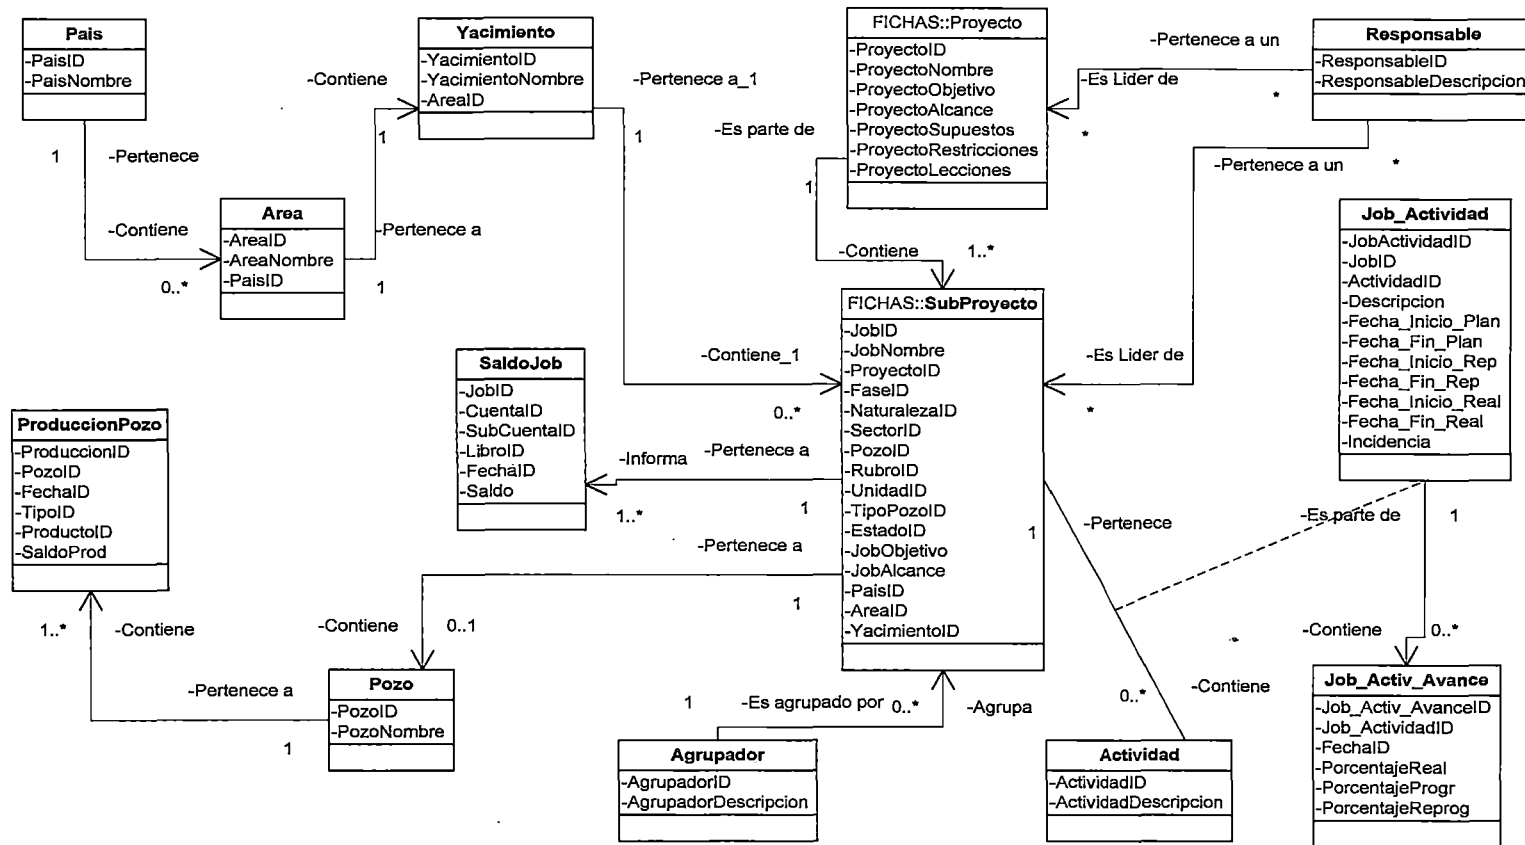 Pais
-PaisID
-PaisNombre
1
-Pertenece
-Contiene
0..*
Area
-AreaID
-AreaNombre
-PaisID
1
-Pertenece a
-Contiene
1
Yacimiento
-YacimientoID
-YacimientoNombre
-AreaID
-Pertenece a_1
1
-Contiene_1
0..*
FICHAS::Proyecto
-ProyectoID
-ProyectoNombre
-ProyectoObjetivo
-ProyectoAlcance
-ProyectoSupuestos
-ProyectoRestricciones
-ProyectoLecciones
-Es parte de
1
-Contiene
1..*
-Pertenece a un
-Es Lider de
*
*
Responsable
-ResponsableID
-ResponsableDescripcion
-Pertenece a un
*
-Es Lider de
*
Job_Actividad
-JobActividadID
-JobID
-ActividadID
-Descripcion
-Fecha_Inicio_Plan
-Fecha_Fin_Plan
-Fecha_Inicio_Rep
-Fecha_Fin_Rep
-Fecha_Inicio_Real
-Fecha_Fin_Real
-Incidencia
-Es parte de
1
-Contiene
0..*
FICHAS::SubProyecto
-JobID
-JobNombre
-ProyectoID
-FaseID
-NaturalezaID
-SectorID
-PozoID
-RubroID
-UnidadID
-TipoPozoID
-EstadoID
-JobObjetivo
-JobAlcance
-PaisID
-AreaID
-YacimientoID
SaldoJob
-JobID
-CuentaID
-SubCuentaID
-LibroID
-FechaID
-Saldo
-Informa
1..*
-Pertenece a
1
-Pertenece a
1
-Contiene
0..1
ProduccionPozo
-ProduccionID
-PozoID
-FechaID
-TipoID
-ProductoID
-SaldoProd
1..*
-Contiene
-Pertenece a
1
Pozo
-PozoID
-PozoNombre
1
-Es agrupado por
0..*
-Agrupa
Agrupador
-AgrupadorID
-AgrupadorDescripcion
1
-Pertenece
0..*
-Contiene
Actividad
-ActividadID
-ActividadDescripcion
Job_Activ_Avance
-Job_Activ_AvanceID
-Job_ActividadID
-FechaID
-PorcentajeReal
-PorcentajeProgr
-PorcentajeReprog